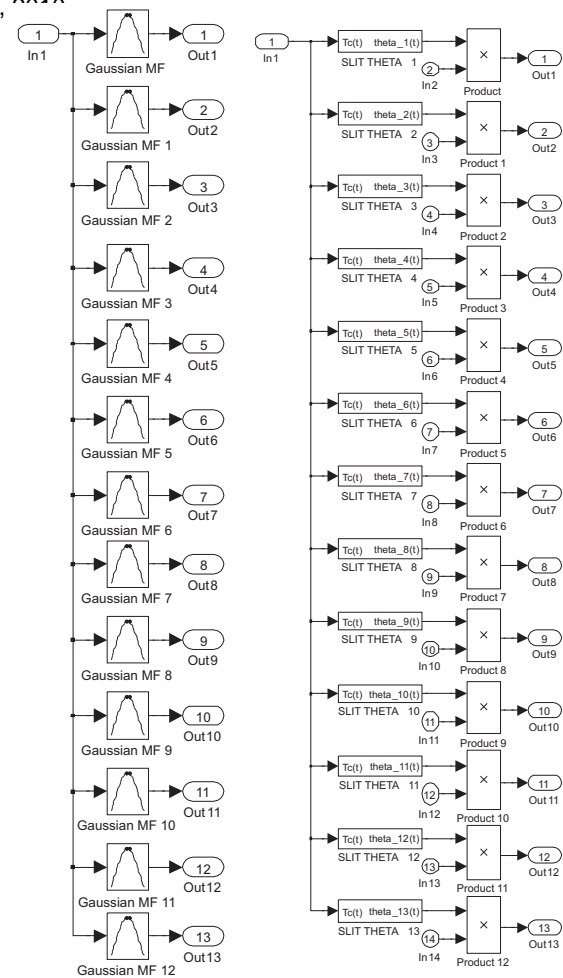 1
In1
1
Out1
Gaussian MF
2
Out2
Gaussian MF 1
3
Out3
Gaussian MF 2
4
Out4
Gaussian MF 3
5
Out5
Gaussian MF 4
6
Out6
Gaussian MF 5
7
Out7
Gaussian MF 6
8
Out8
Gaussian MF 7
9
Out9
Gaussian MF 8
10
Out10
Gaussian MF 9
11
Out11
Gaussian MF 10
12
Out12
Gaussian MF 11
13
Out13
Gaussian MF 12
1
In1
Tc(t) theta_1(t)
SLIT THETA 1
2
In2
×
Product
1
Out1
Tc(t) theta_2(t)
SLIT THETA 2
3
In3
×
Product 1
2
Out2
Tc(t) theta_3(t)
SLIT THETA 3
4
In4
×
Product 2
3
Out3
Tc(t) theta_4(t)
SLIT THETA 4
5
In5
×
Product 3
4
Out4
Tc(t) theta_5(t)
SLIT THETA 5
6
In6
×
Product 4
5
Out5
Tc(t) theta_6(t)
SLIT THETA 6
7
In7
×
Product 5
6
Out6
Tc(t) theta_7(t)
SLIT THETA 7
8
In8
×
Product 6
7
Out7
Tc(t) theta_8(t)
SLIT THETA 8
9
In9
×
Product 7
8
Out8
Tc(t) theta_9(t)
SLIT THETA 9
10
In10
×
Product 8
9
Out9
Tc(t) theta_10(t)
SLIT THETA 10
11
In11
×
Product 9
10
Out10
Tc(t) theta_11(t)
SLIT THETA 11
12
In12
×
Product 10
11
Out11
Tc(t) theta_12(t)
SLIT THETA 12
13
In13
×
Product 11
12
Out12
Tc(t) theta_13(t)
SLIT THETA 13
14
In14
×
Product 12
13
Out13